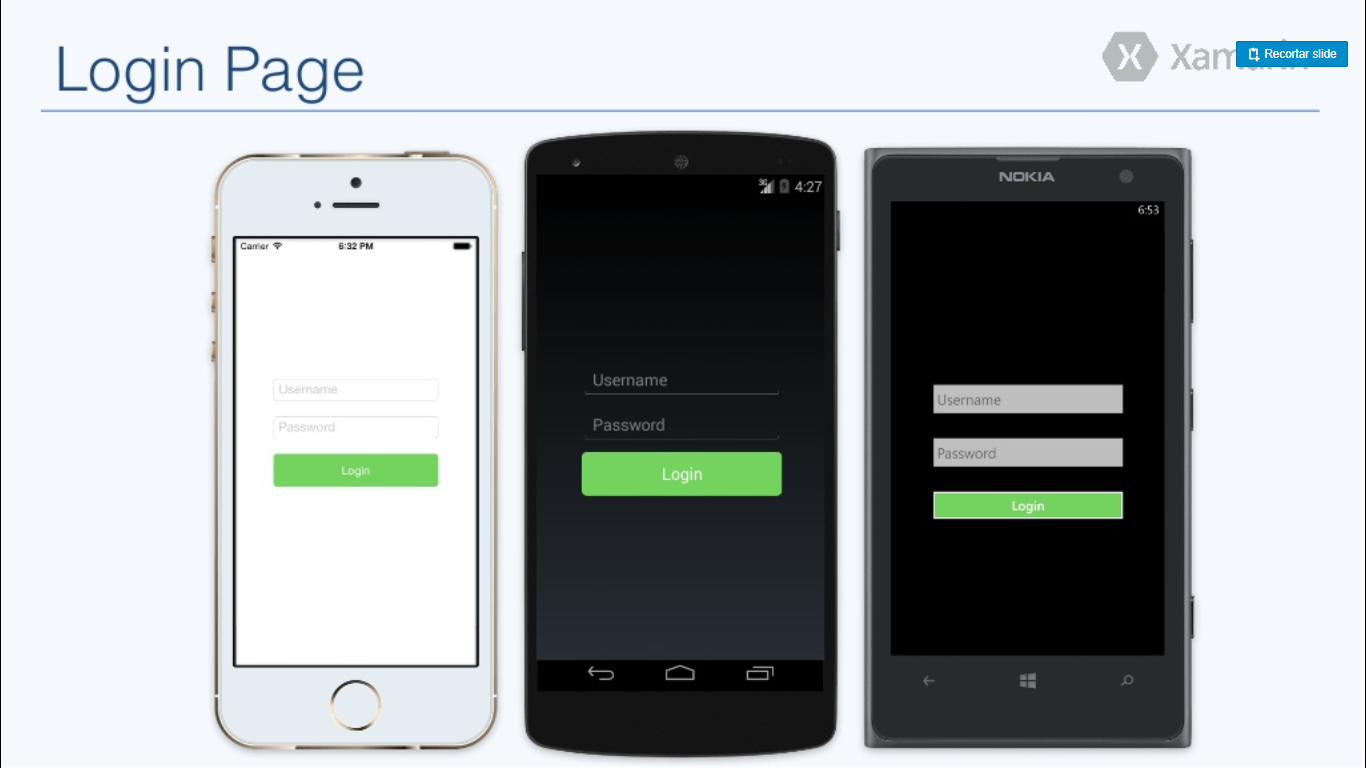 Login Page
Recortar slide
Carrier 6:32 PM
Username
Password
Login
3G 4:27
Username
Password
Login
NOKIA
6:53
Username
Password
Login